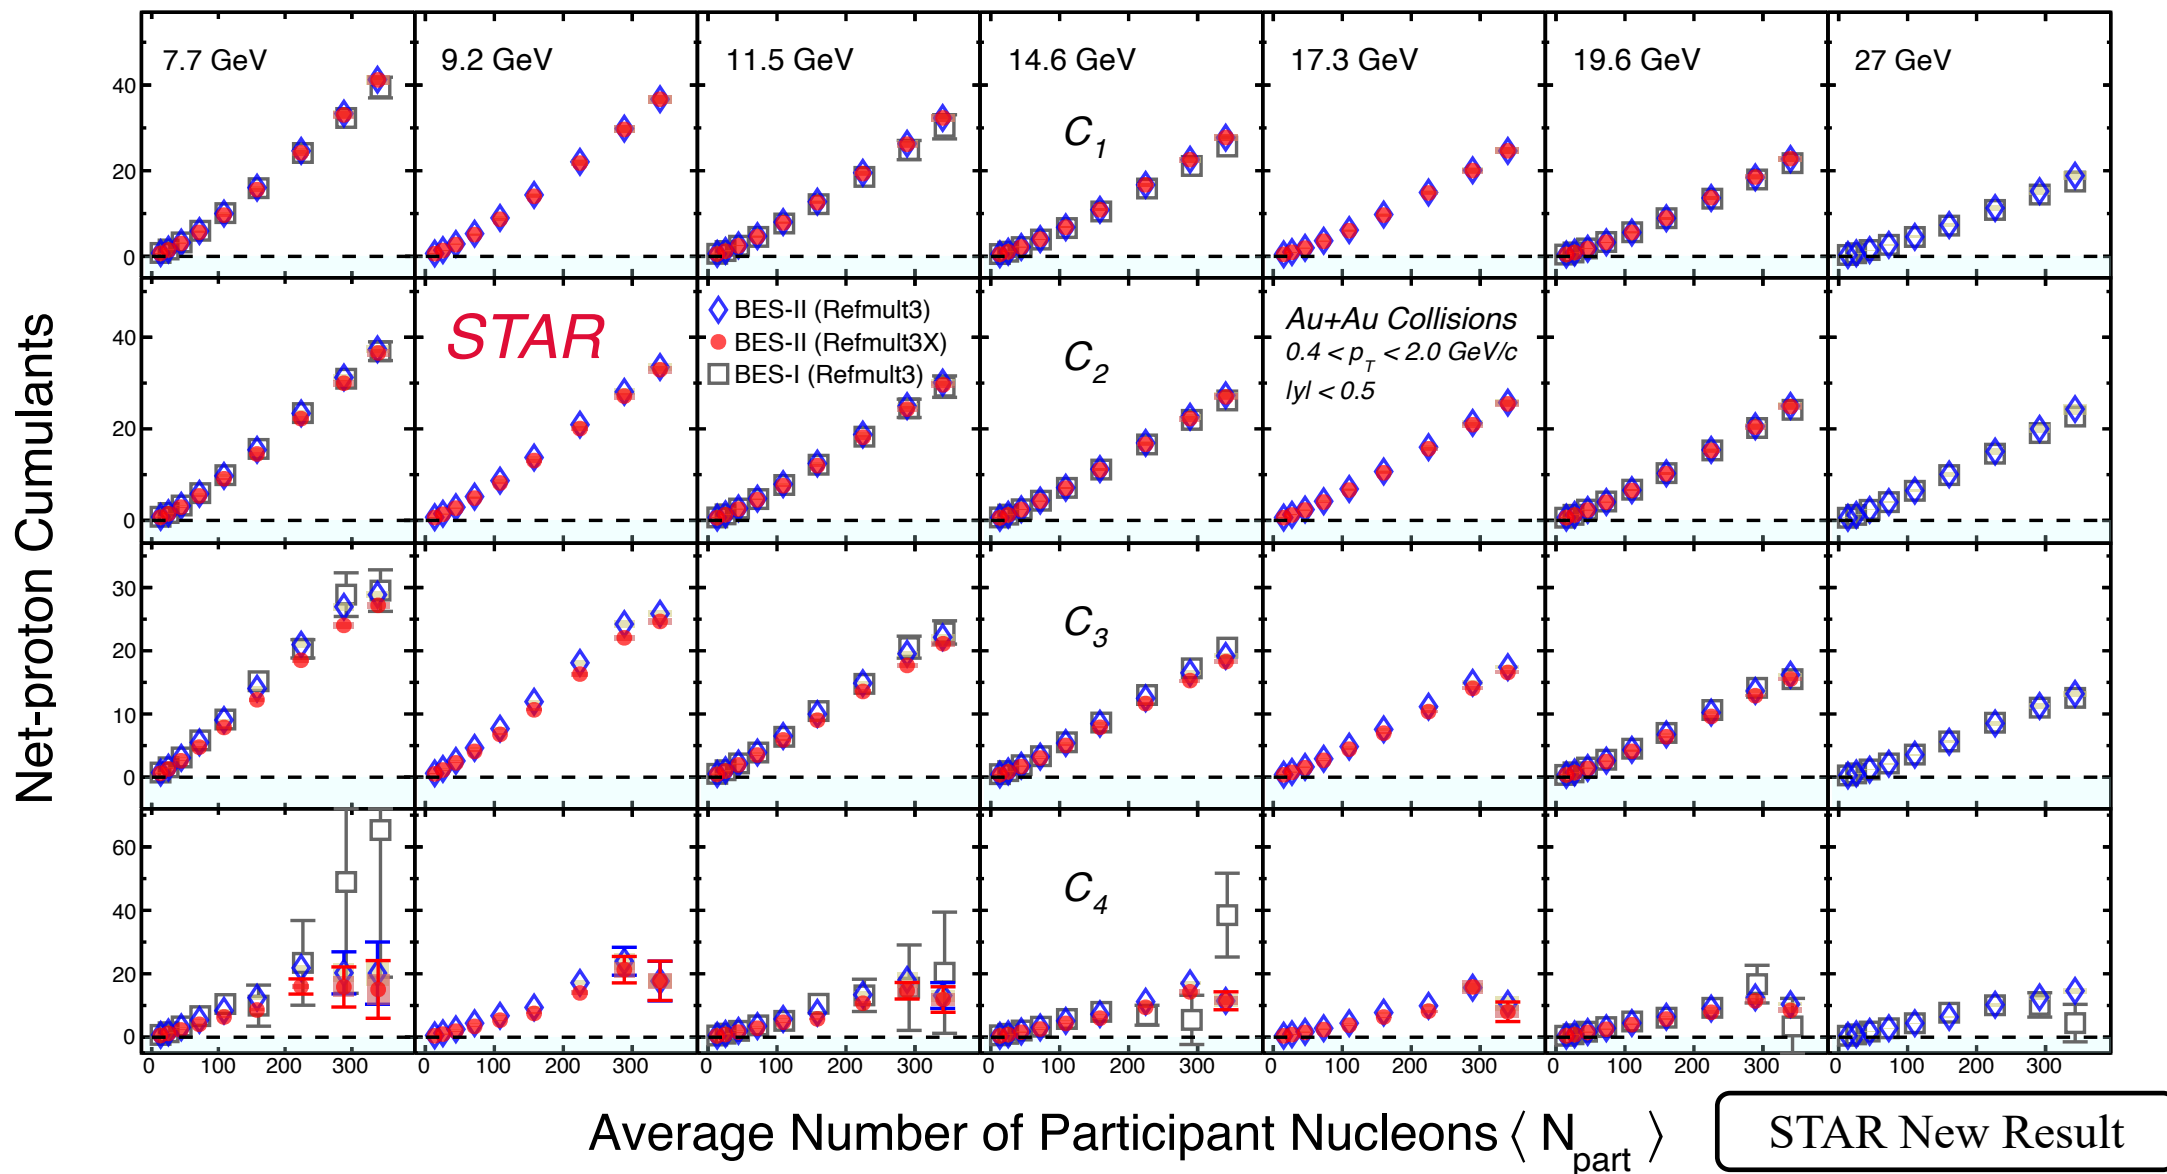 7.7 GeV
9.2 GeV
11.5 GeV
14.6 GeV
17.3 GeV
19.6 GeV
27 GeV
40
20
0
C1
STAR
BES-II (Refmult3)
BES-II (Refmult3X)
BES-I (Refmult3)
C2
Au+Au Collisions
0.4 < pT < 2.0 GeV/c
|y| < 0.5
40
20
0
Net-proton Cumulants
30
20
10
0
C3
60
40
20
0
C4
0 100 200 300
0 100 200 300
0 100 200 300
0 100 200 300
0 100 200 300
0 100 200 300
0 100 200 300
Average Number of Participant Nucleons ⟨ Npart ⟩
STAR New Result